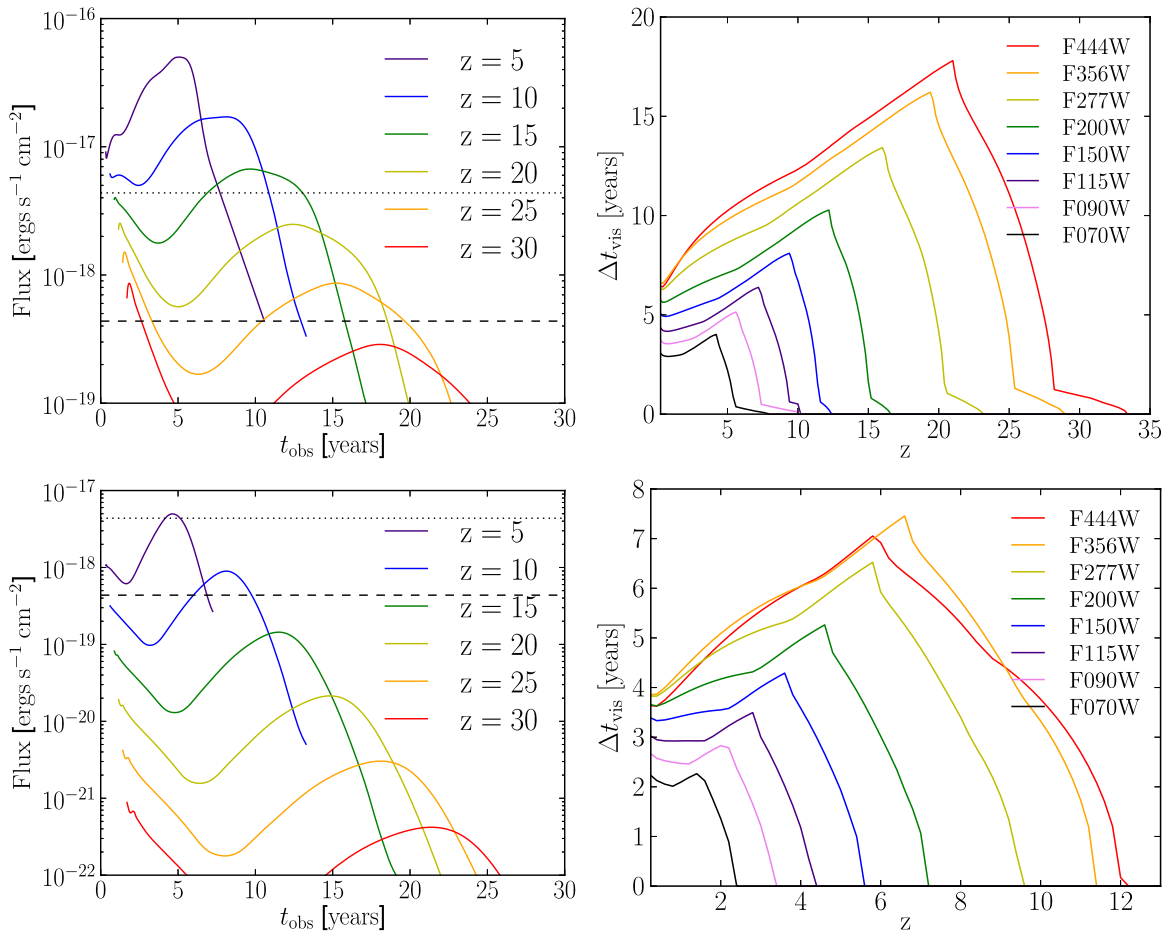 10⁻¹⁶
10⁻¹⁷
10⁻¹⁸
10⁻¹⁹
Flux [ergs s⁻¹ cm⁻²]
0 5 10 15 20 25 30
t_obs [years]
z = 5
z = 10
z = 15
z = 20
z = 25
z = 30
20
15
10
5
0
Δt_vis [years]
5 10 15 20 25 30 35
z
F444W
F356W
F277W
F200W
F150W
F115W
F090W
F070W
10⁻¹⁷
10⁻¹⁸
10⁻¹⁹
10⁻²⁰
10⁻²¹
10⁻²²
Flux [ergs s⁻¹ cm⁻²]
0 5 10 15 20 25 30
t_obs [years]
z = 5
z = 10
z = 15
z = 20
z = 25
z = 30
8
7
6
5
4
3
2
1
0
Δt_vis [years]
2 4 6 8 10 12
z
F444W
F356W
F277W
F200W
F150W
F115W
F090W
F070W